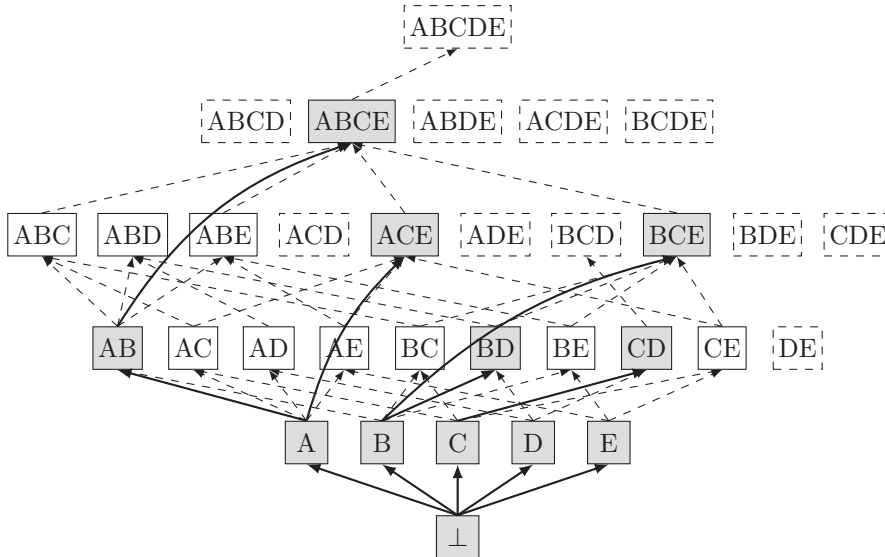 ABCDE
ABCD ABCE ABDE ACDE BCDE
ABC ABD ABE ACD ACE ADE BCD BCE BDE CDE
AB AC AD AE BC BD BE CD CE DE
A B C D E
⊥